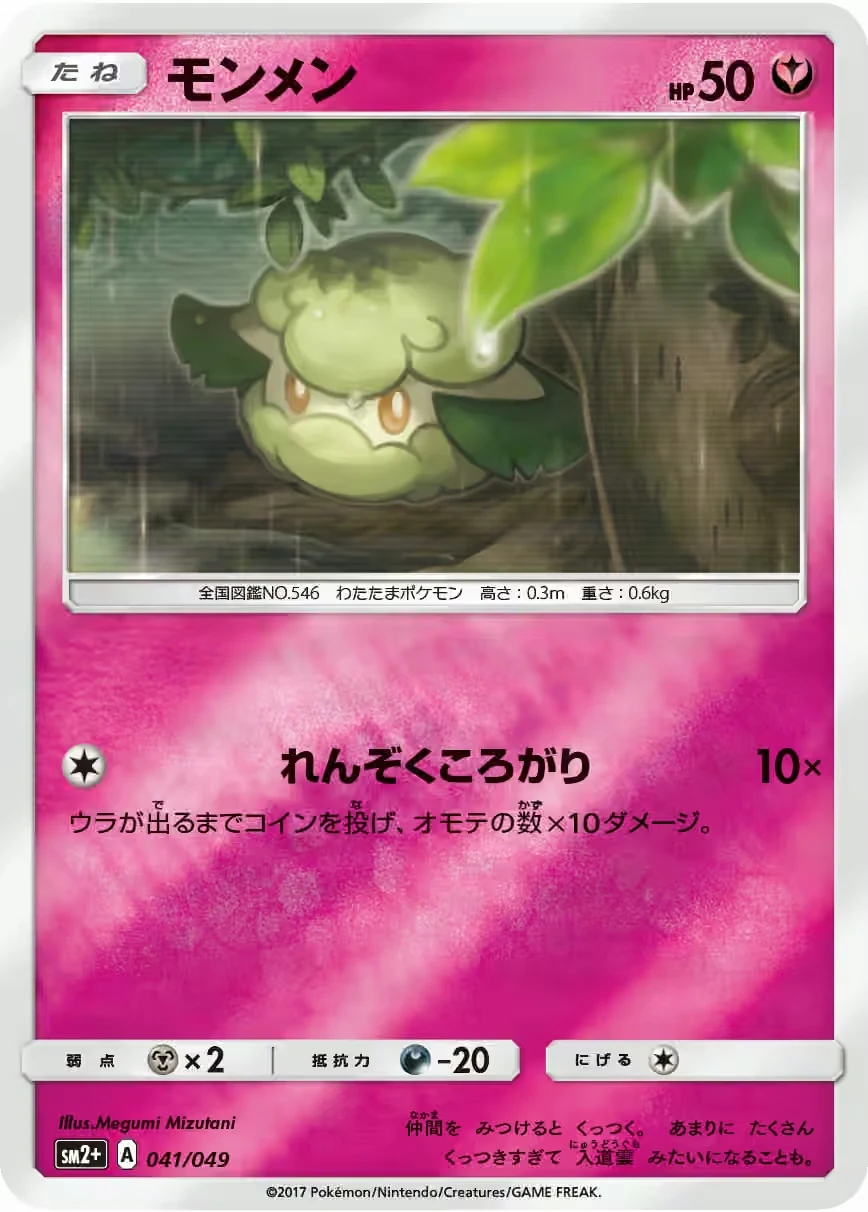 たね モンメン HP50
全国図鑑NO.546 わたたまポケモン 高さ:0.3m 重さ:0.6kg
れんぞくころがり 10×
ウラが出るまでコインを投げ、オモテの数×10ダメージ。
弱点 ×2 抵抗力 -20 にげる
Illus.Megumi Mizutani
仲間を みつけると くっつく。 あまりに たくさん
くっつきすぎて 入道雲 みたいになることも。
SM2+ A 041/049
©2017 Pokémon/Nintendo/Creatures/GAME FREAK.